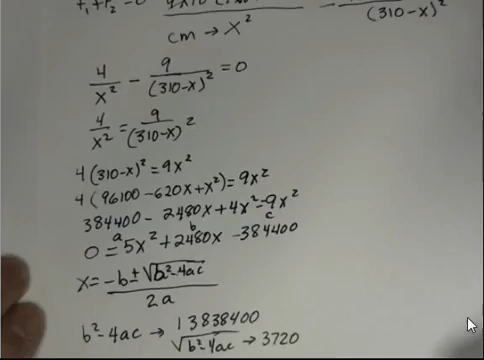 (310-x)²
cm → x²
4/x² - 9/(310-x)² = 0
4/x² = 9/(310-x)²
4(310-x)² = 9x²
4(96100 - 620x + x²) = 9x²
384400 - 2480x + 4x² = 9x²
a b c
0 = 5x² + 2480x - 384400
x = -b ± √b²-4ac / 2a
b²-4ac → 13838400
√b²-4ac → 3720